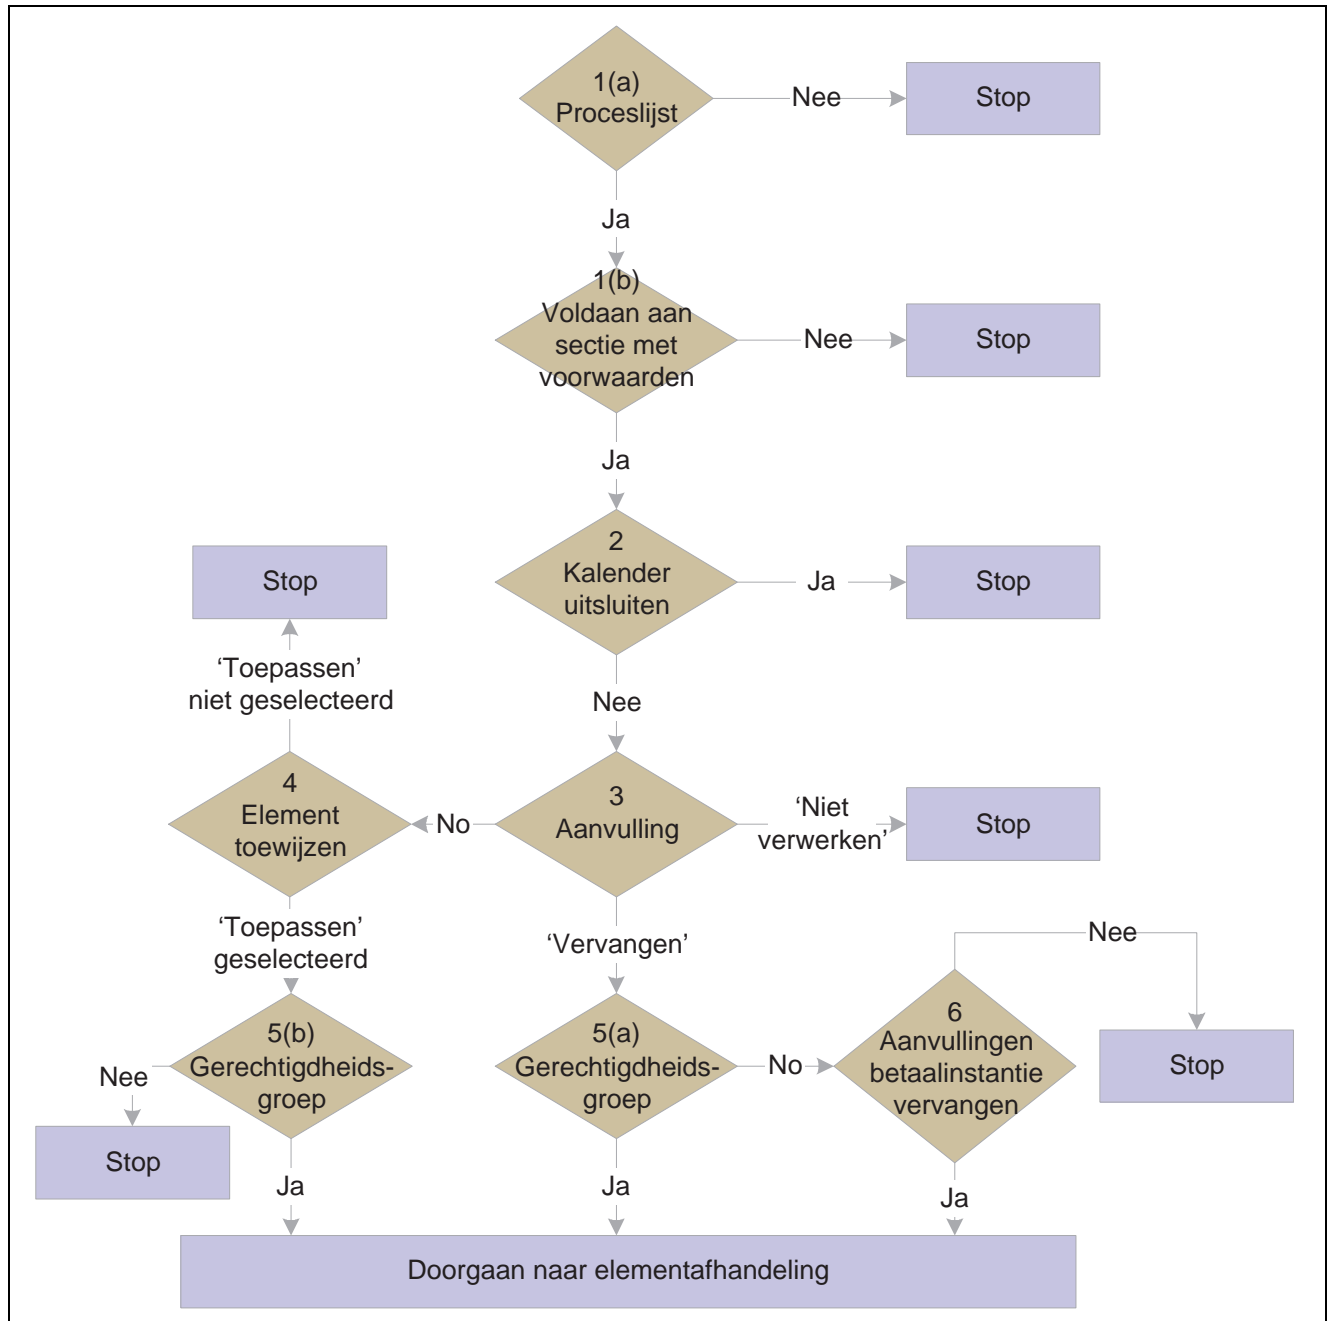 1(a)
Proceslijst
Nee
Stop
Ja
1(b)
Voldaan aan
sectie met
voorwaarden
Nee
Stop
Ja
2
Kalender
uitsluiten
Ja
Stop
Stop
‘Toepassen’
niet geselecteerd
Nee
4
Element
toewijzen
No
3
Aanvulling
‘Niet
verwerken’
Stop
‘Toepassen’
geselecteerd
‘Vervangen’
Nee
5(b)
Gerechtigdheids-
groep
Nee
Stop
5(a)
Gerechtigdheids-
groep
No
6
Aanvullingen
betaalinstantie
vervangen
Stop
Ja
Ja
Ja
Doorgaan naar elementafhandeling